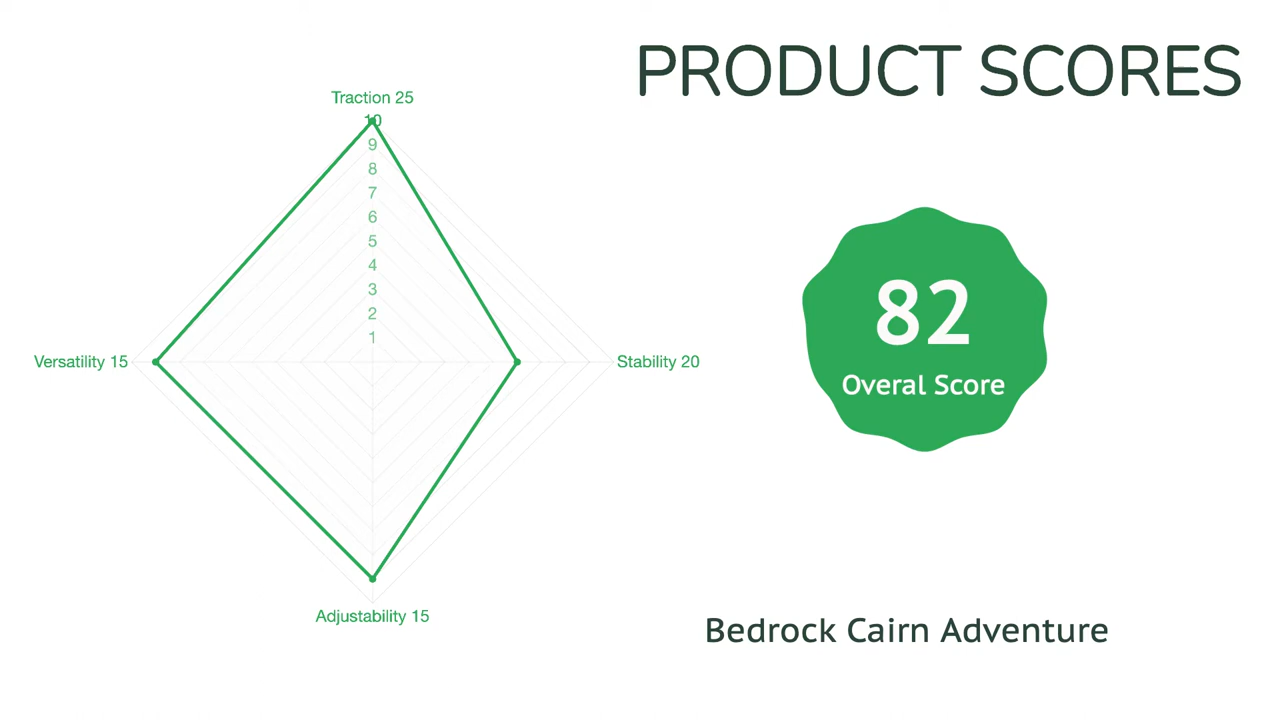 PRODUCT SCORES
Traction 25
10
9
8
7
6
5
4
3
2
1
Versatility 15
Stability 20
Adjustability 15
82
Overal Score
Bedrock Cairn Adventure